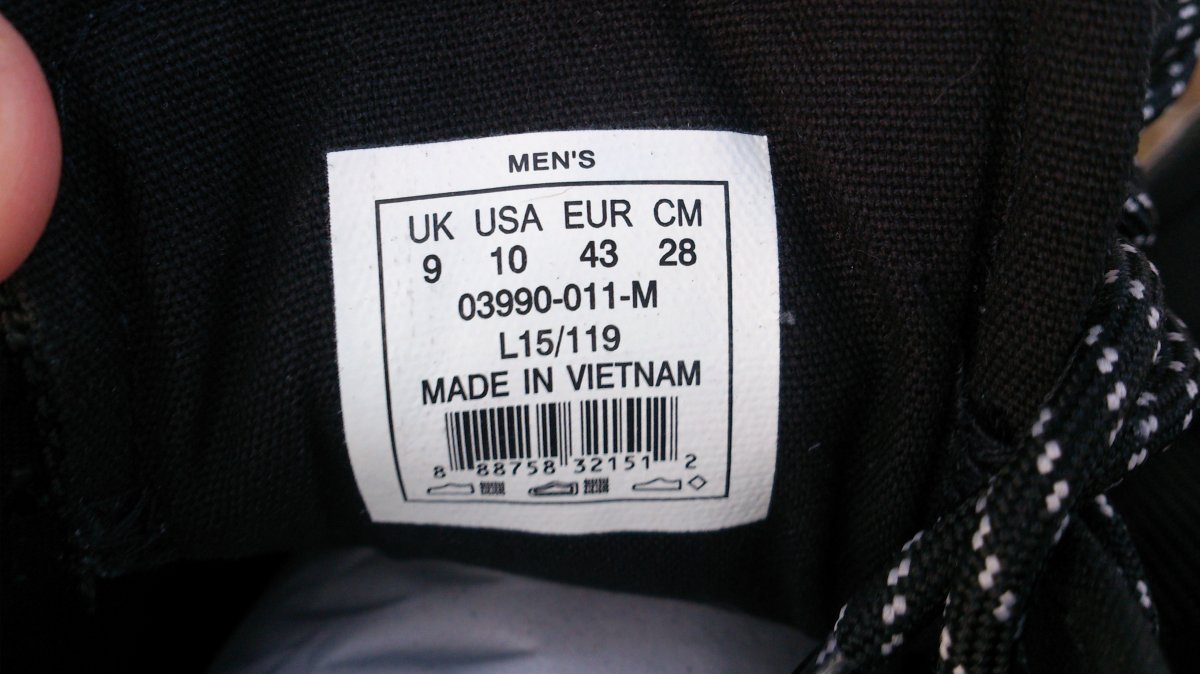 MEN'S
UK USA EUR CM
9 10 43 28
03990-011-M
L15/119
MADE IN VIETNAM
8 88758 32151 2